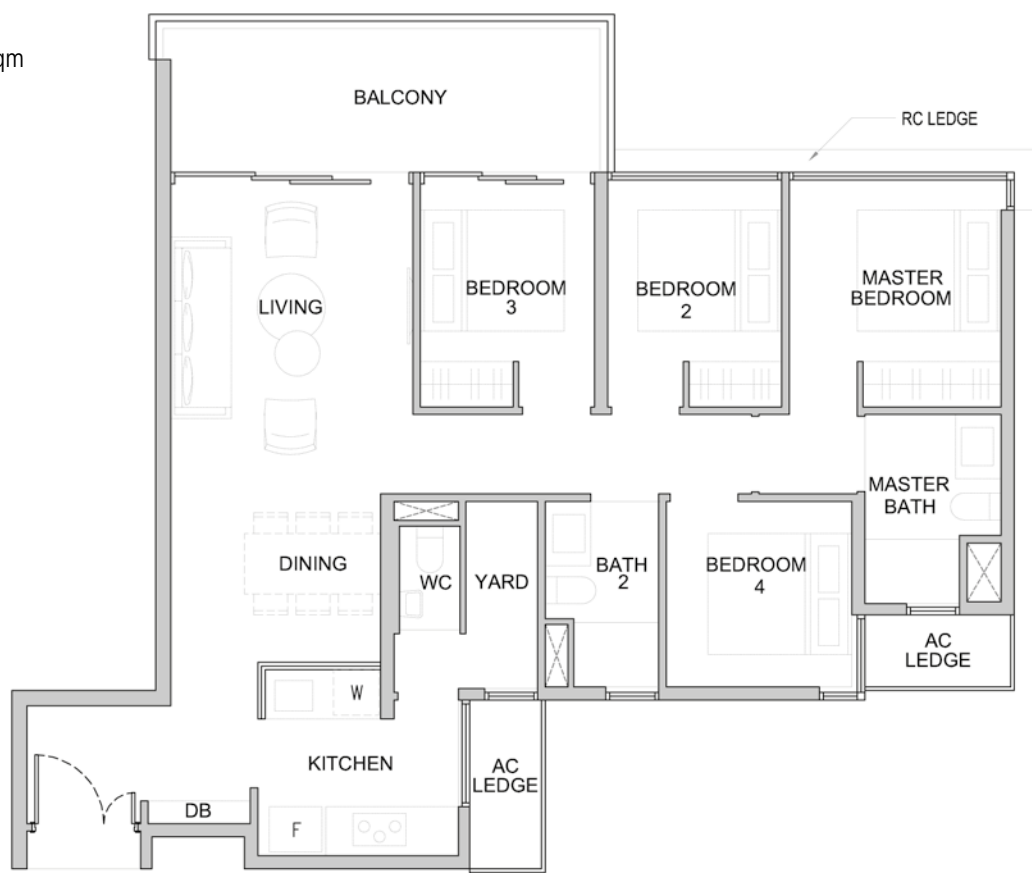 qm
BALCONY
RC LEDGE
LIVING
BEDROOM
3
BEDROOM
2
MASTER
BEDROOM
MASTER
BATH
DINING
WC
YARD
BATH
2
BEDROOM
4
AC
LEDGE
W
KITCHEN
AC
LEDGE
DB
F